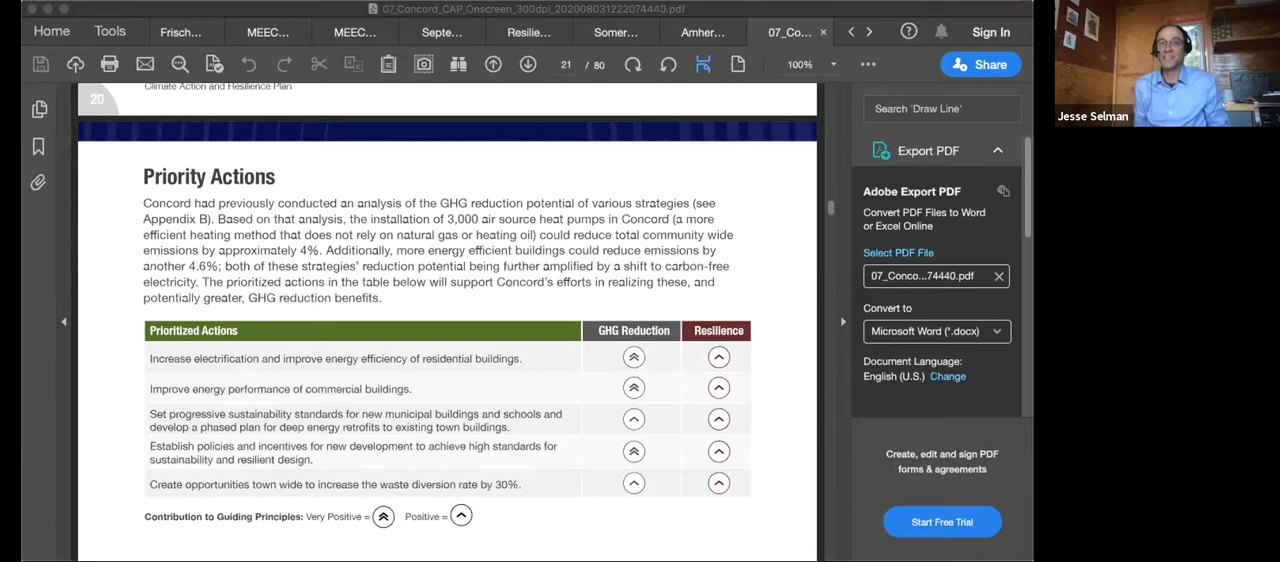 07_Concord_CAP_Onscreen_300dpi_202008031222074440.pdf
Home
Tools
Frisch...
MEEC...
MEEC...
Septe...
Resilie...
Somer...
Amher...
07_Co...
Sign In
21 / 80
100%
Share
Climate Action and Resilience Plan
20
Priority Actions
Concord had previously conducted an analysis of the GHG reduction potential of various strategies (see
Appendix B). Based on that analysis, the installation of 3,000 air source heat pumps in Concord (a more
efficient heating method that does not rely on natural gas or heating oil) could reduce total community wide
emissions by approximately 4%. Additionally, more energy efficient buildings could reduce emissions by
another 4.6%; both of these strategies' reduction potential being further amplified by a shift to carbon-free
electricity. The prioritized actions in the table below will support Concord's efforts in realizing these, and
potentially greater, GHG reduction benefits.
Prioritized Actions
GHG Reduction
Resilience
Increase electrification and improve energy efficiency of residential buildings.
Improve energy performance of commercial buildings.
Set progressive sustainability standards for new municipal buildings and schools and
develop a phased plan for deep energy retrofits to existing town buildings.
Establish policies and incentives for new development to achieve high standards for
sustainability and resilient design.
Create opportunities town wide to increase the waste diversion rate by 30%.
Contribution to Guiding Principles: Very Positive = Positive =
Search 'Draw Line'
Export PDF
Adobe Export PDF
Convert PDF Files to Word
or Excel Online
Select PDF File
07_Conco...74440.pdf
Convert to
Microsoft Word (*.docx)
Document Language:
English (U.S.) Change
Create, edit and sign PDF
forms & agreements
Start Free Trial
Jesse Selman